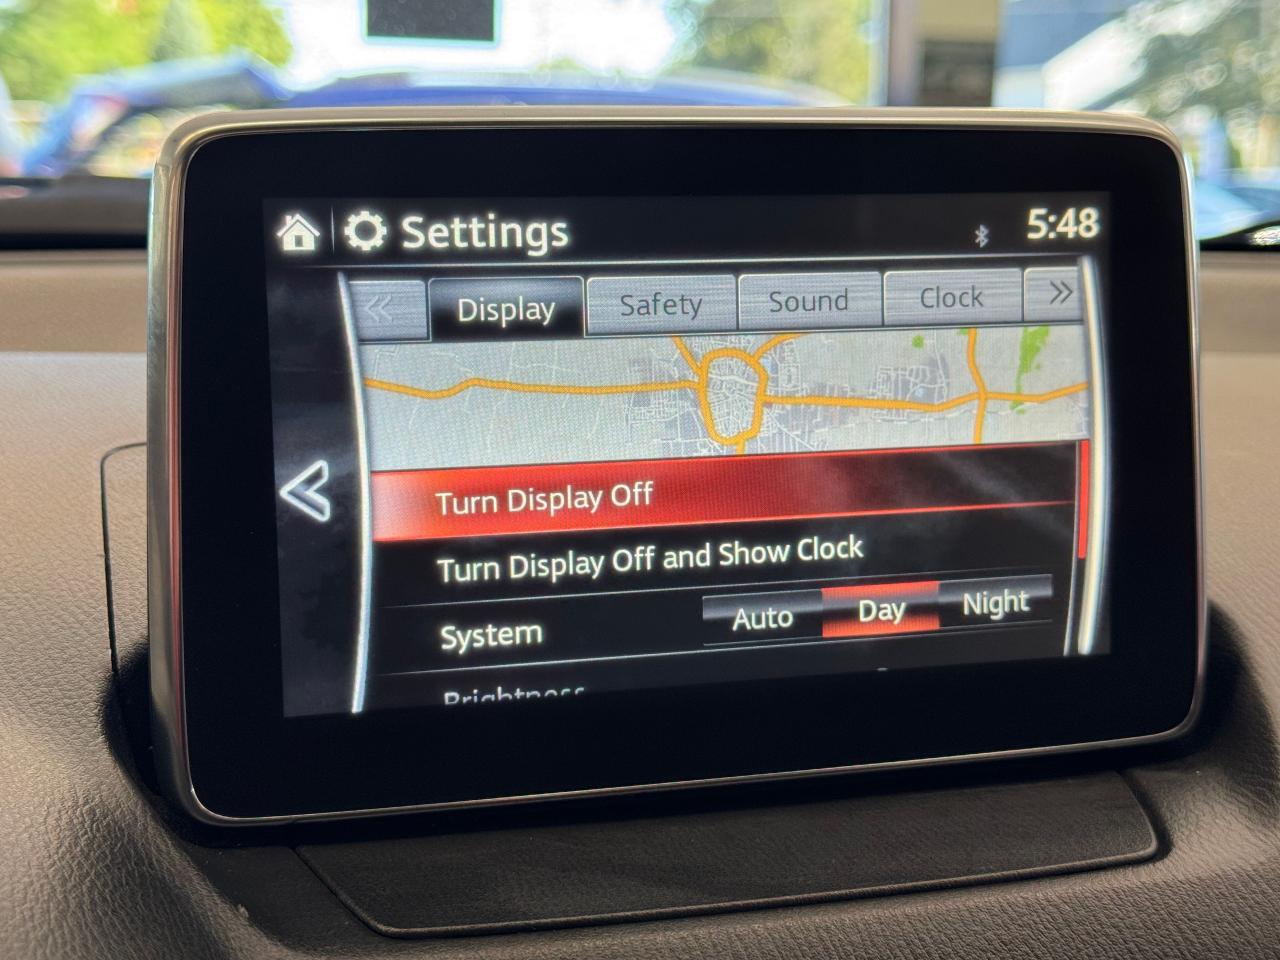 Settings
5:48
Display Safety Sound Clock
Turn Display Off
Turn Display Off and Show Clock
System Auto Day Night
Brightness